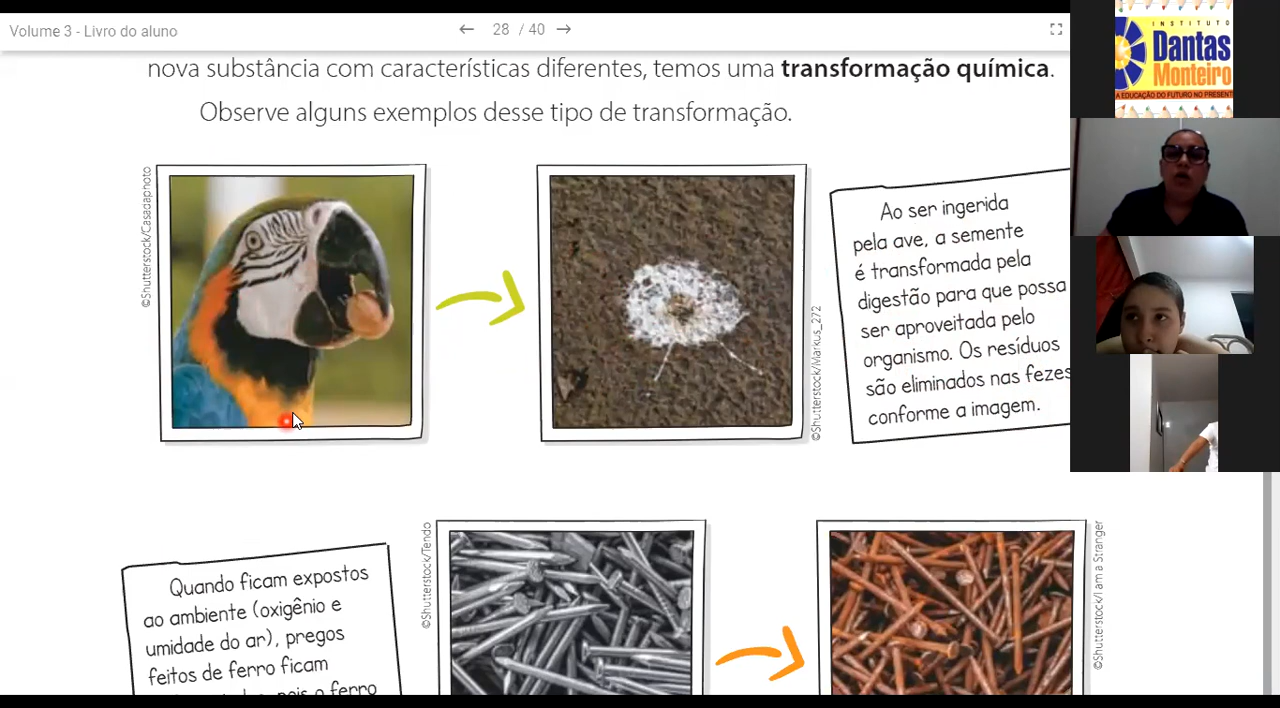 Volume 3 - Livro do aluno
← 28 / 40 →
nova substância com características diferentes, temos uma transformação química.
Observe alguns exemplos desse tipo de transformação.
©Shutterstock/Casadaphoto
©Shutterstock/Markus_272
Ao ser ingerida
pela ave, a semente
é transformada pela
digestão para que possa
ser aproveitada pelo
organismo. Os resíduos
são eliminados nas fezes
conforme a imagem.
Quando ficam expostos
ao ambiente (oxigênio e
umidade do ar), pregos
feitos de ferro ficam
pois o ferro
©Shutterstock/Tendo
©Shutterstock/I am a Stranger
INSTITUTO
Dantas
Monteiro
A EDUCAÇÃO DO FUTURO NO PRESENT